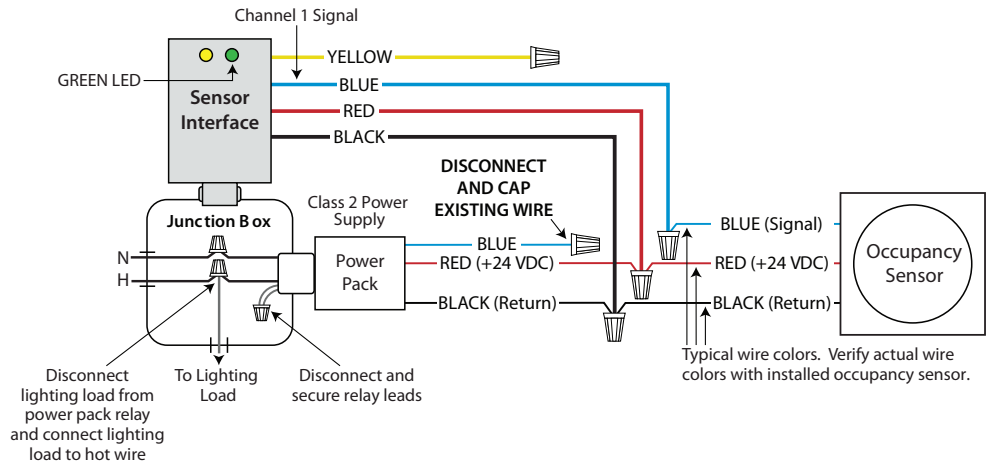 Channel 1 Signal
YELLOW
GREEN LED
BLUE
Sensor
Interface
RED
BLACK
DISCONNECT
AND CAP
EXISTING WIRE
Class 2 Power
Supply
Junction Box
BLUE
BLUE (Signal)
N
Power
Pack
RED (+24 VDC)
RED (+24 VDC)
Occupancy
Sensor
H
BLACK (Return)
BLACK (Return)
Typical wire colors. Verify actual wire
colors with installed occupancy sensor.
Disconnect
lighting load from
power pack relay
and connect lighting
load to hot wire
To Lighting
Load
Disconnect and
secure relay leads